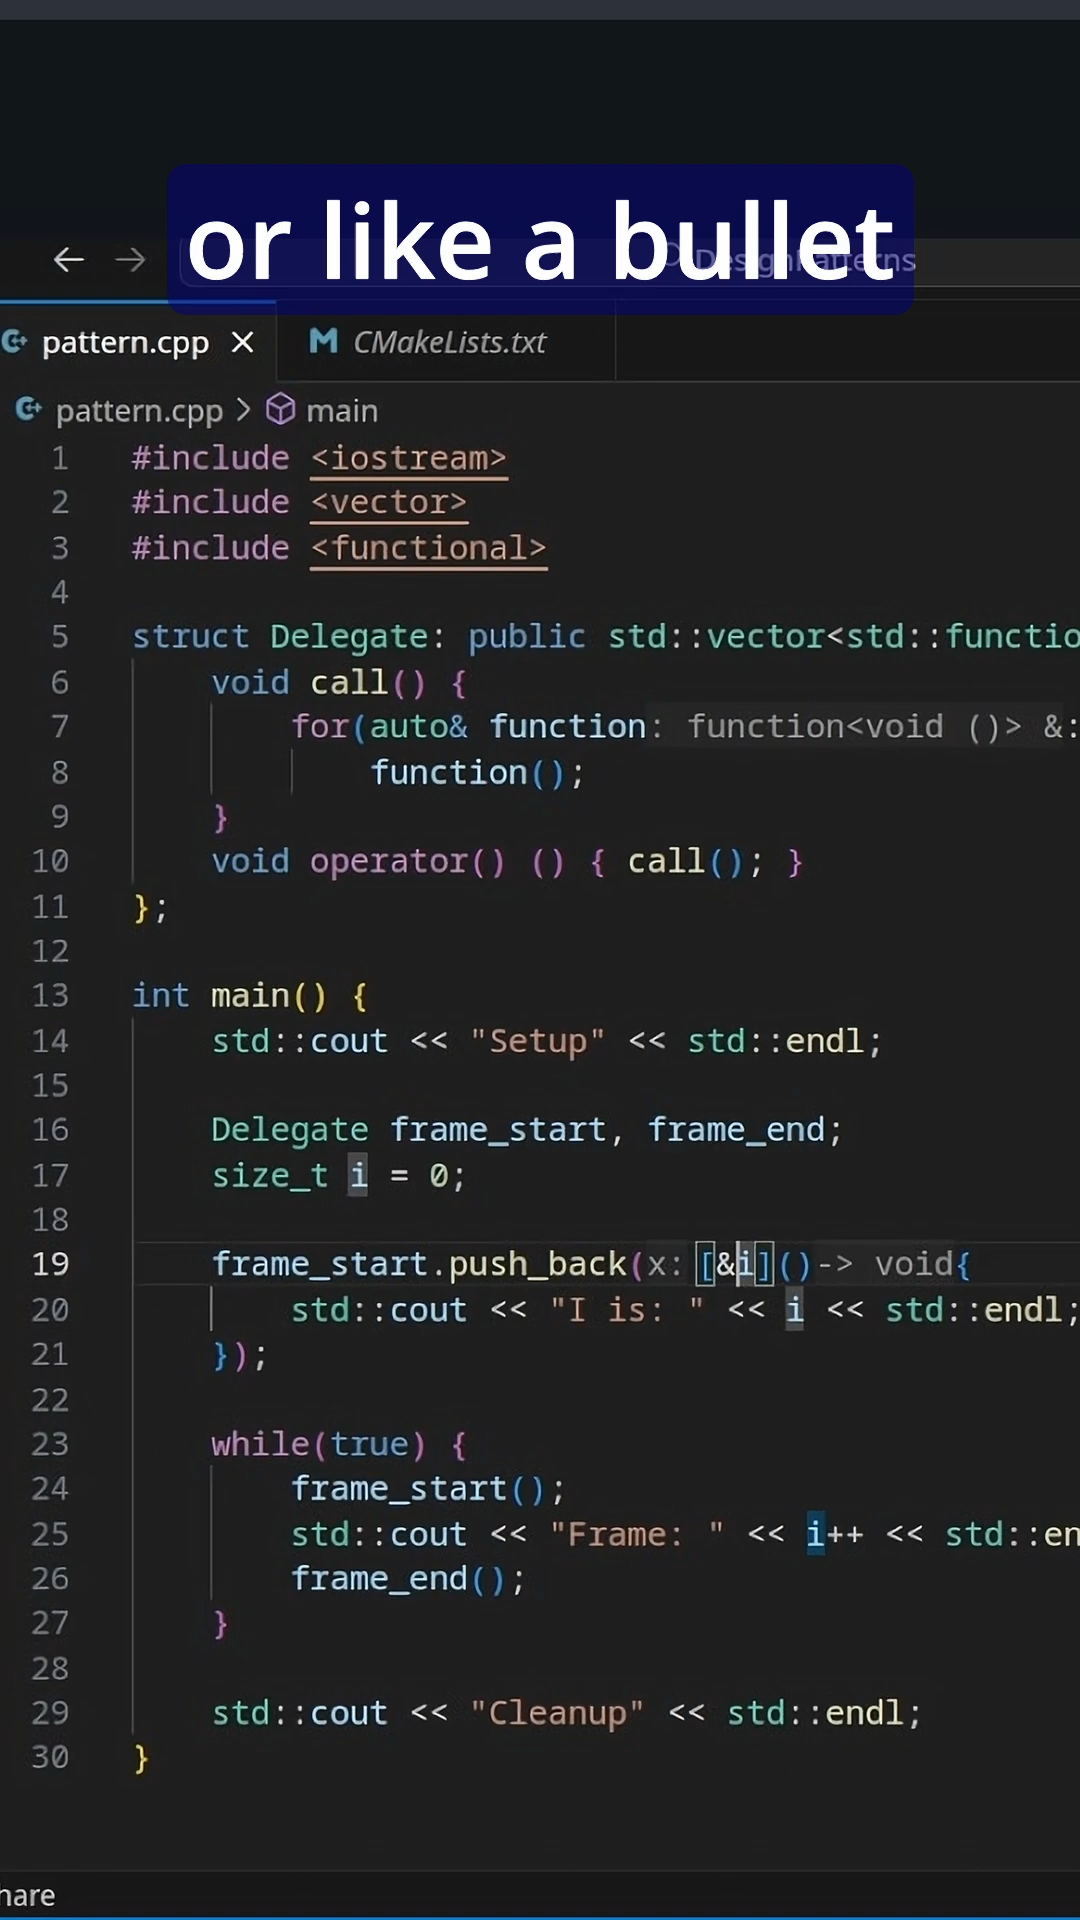 or like a bullet
DesignPatterns
pattern.cpp
CMakeLists.txt
pattern.cpp > main
1 #include <iostream>
2 #include <vector>
3 #include <functional>
4
5 struct Delegate: public std::vector<std::functio
6 void call() {
7 for(auto& function: function<void ()> &:
8 function();
9 }
10 void operator() () { call(); }
11 };
12
13 int main() {
14 std::cout << "Setup" << std::endl;
15
16 Delegate frame_start, frame_end;
17 size_t i = 0;
18
19 frame_start.push_back(x: [&i]()-> void{
20 std::cout << "I is: " << i << std::endl;
21 });
22
23 while(true) {
24 frame_start();
25 std::cout << "Frame: " << i++ << std::en
26 frame_end();
27 }
28
29 std::cout << "Cleanup" << std::endl;
30 }
hare